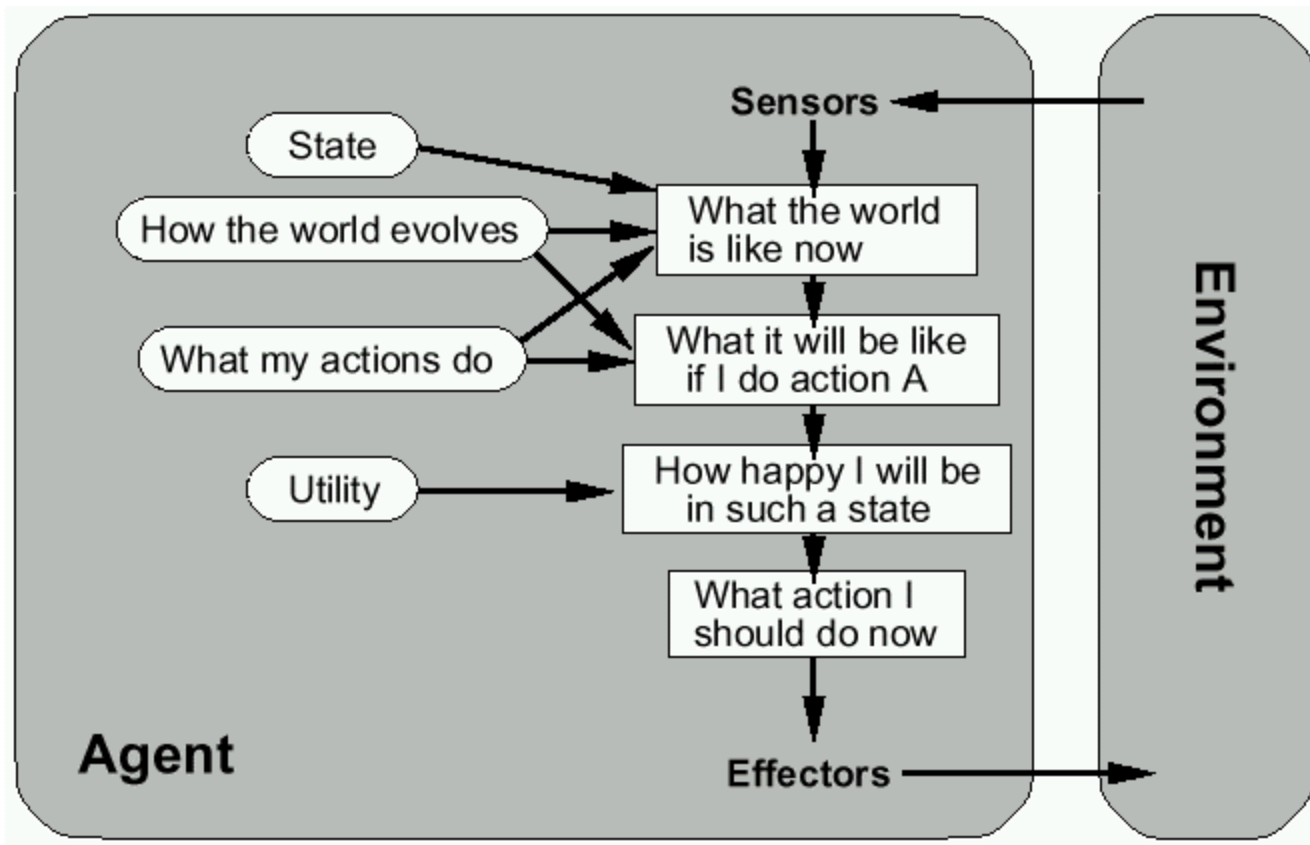 Sensors
State
What the world
is like now
How the world evolves
What it will be like
if I do action A
What my actions do
How happy I will be
in such a state
Utility
What action I
should do now
Agent
Effectors
Environment